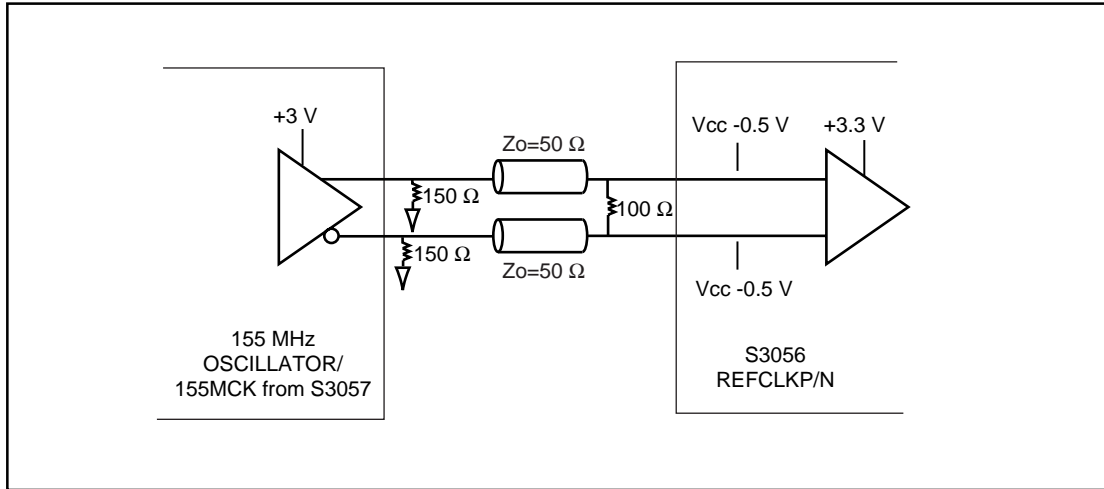 +3 V
Zo=50 Ω
Vcc -0.5 V
+3.3 V
150 Ω
100 Ω
150 Ω
Zo=50 Ω
Vcc -0.5 V
155 MHz
OSCILLATOR/
155MCK from S3057
S3056
REFCLKP/N